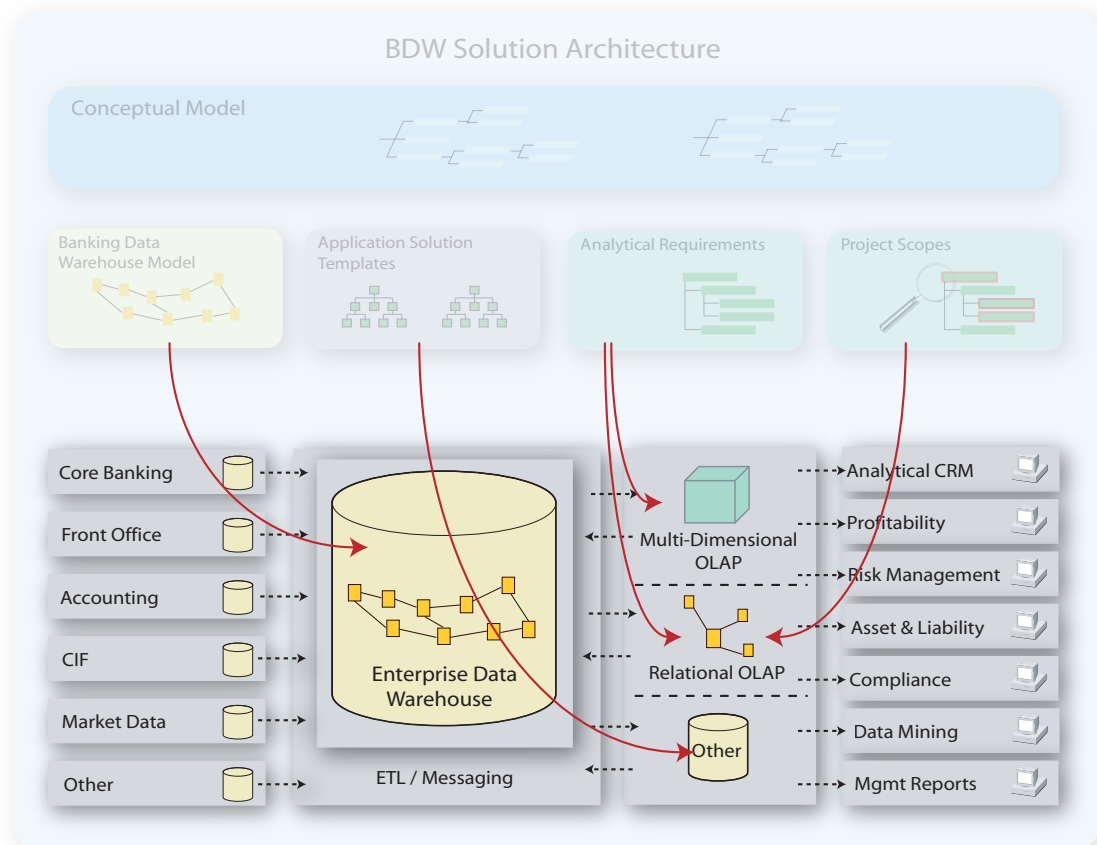 BDW Solution Architecture
Conceptual Model
Banking Data
Warehouse Model
Application Solution
Templates
Analytical Requirements
Project Scopes
Core Banking
Front Office
Accounting
CIF
Market Data
Other
Enterprise Data
Warehouse
ETL / Messaging
Multi-Dimensional
OLAP
Relational OLAP
Other
Analytical CRM
Profitability
Risk Management
Asset & Liability
Compliance
Data Mining
Mgmt Reports